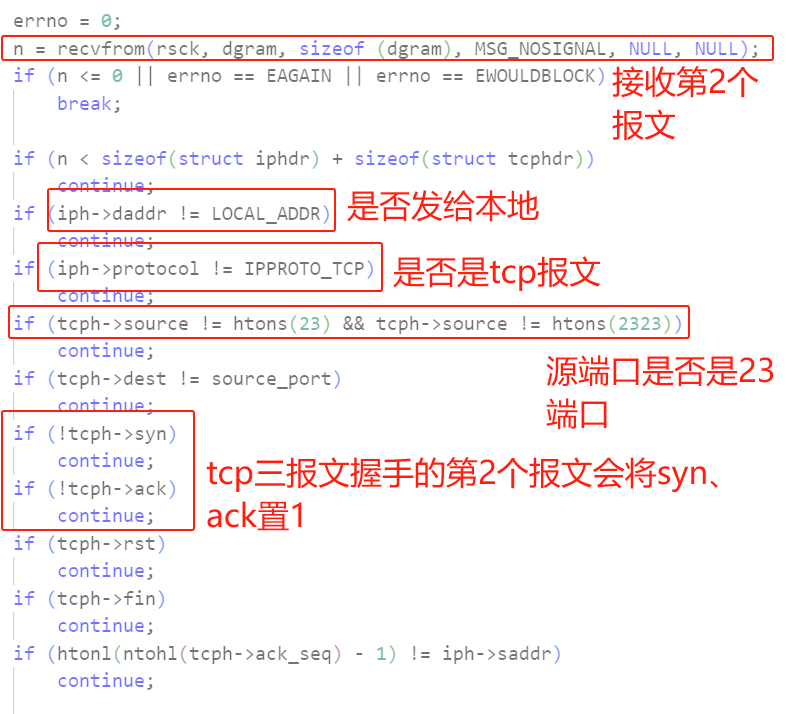 errno = 0;
n = recvfrom(rsck, dgram, sizeof (dgram), MSG_NOSIGNAL, NULL, NULL);
if (n <= 0 || errno == EAGAIN || errno == EWOULDBLOCK)
接收第2个
报文
break;
if (n < sizeof(struct iphdr) + sizeof(struct tcphdr))
continue;
if (iph->daddr != LOCAL_ADDR)
是否发给本地
continue;
if (iph->protocol != IPPROTO_TCP)
是否是tcp报文
continue;
if (tcph->source != htons(23) && tcph->source != htons(2323))
continue;
源端口是否是23
端口
if (tcph->dest != source_port)
continue;
if (!tcph->syn)
continue;
if (!tcph->ack)
continue;
tcp三报文握手的第2个报文会将syn、
ack置1
if (tcph->rst)
continue;
if (tcph->fin)
continue;
if (htonl(ntohl(tcph->ack_seq) - 1) != iph->saddr)
continue;